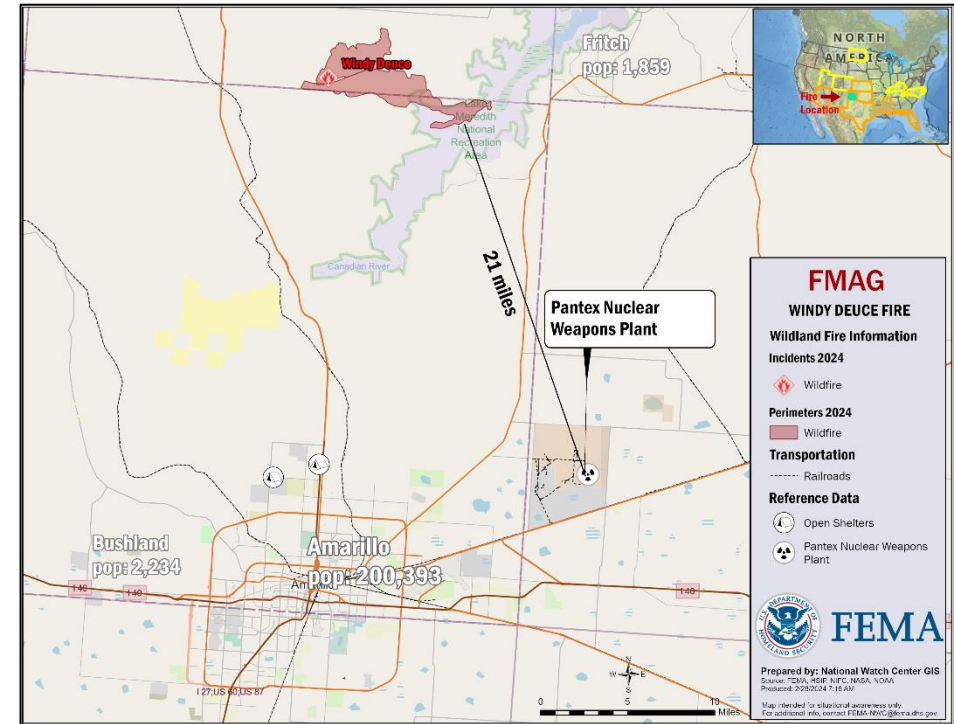 Fritch
pop: 1,859
NORTH
AMERICA
Fire
Location
Windy Deuce
Lake
Meredith
National
Recreation
Area
Canadian River
21 miles
Pantex Nuclear
Weapons Plant
Bushland
pop: 2,234
Amarillo
pop: 200,393
I 40
I 40
I 40
I 27;US 60;US 87
N
W
E
S
0
5
10
Miles
FMAG
WINDY DEUCE FIRE
Wildland Fire Information
Incidents 2024
Wildfire
Perimeters 2024
Wildfire
Transportation
Railroads
Reference Data
Open Shelters
Pantex Nuclear Weapons
Plant
U.S. DEPARTMENT OF
HOMELAND SECURITY
FEMA
Prepared by: National Watch Center GIS
Source: FEMA, HSIP, NIFC, NASA, NOAA
Produced: 2/28/2024 7:18 AM
Map intended for situational awareness only.
For additional info, contact FEMA-NWC@fema.dhs.gov